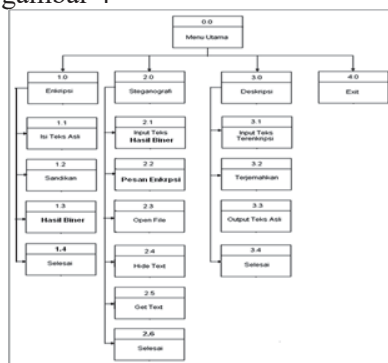 gambar 4
0.0
Menu Utama
1.0
Enkripsi
2.0
Steganografi
3.0
Deskripsi
4.0
Exit
1.1
Isi Teks Asli
1.2
Sandikan
1.3
Hasil Biner
1.4
Selesai
2.1
Input Teks
Hasil Biner
2.2
Pesan Enkrpsi
2.3
Open File
2.4
Hide Text
2.5
Get Text
2.6
Selesai
3.1
Input Teks
Terenkripsi
3.2
Terjemahkan
3.3
Output Teks Asli
3.4
Selesai